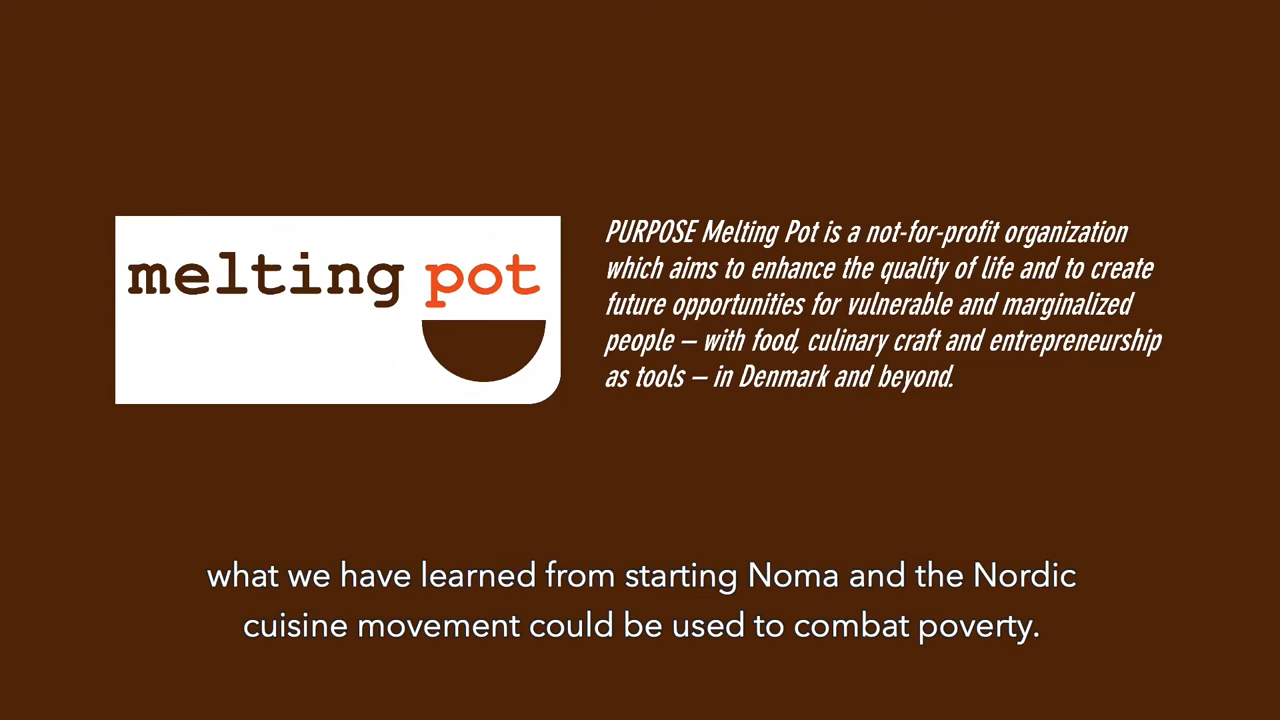 melting pot
PURPOSE Melting Pot is a not-for-profit organization
which aims to enhance the quality of life and to create
future opportunities for vulnerable and marginalized
people – with food, culinary craft and entrepreneurship
as tools – in Denmark and beyond.
what we have learned from starting Noma and the Nordic
cuisine movement could be used to combat poverty.